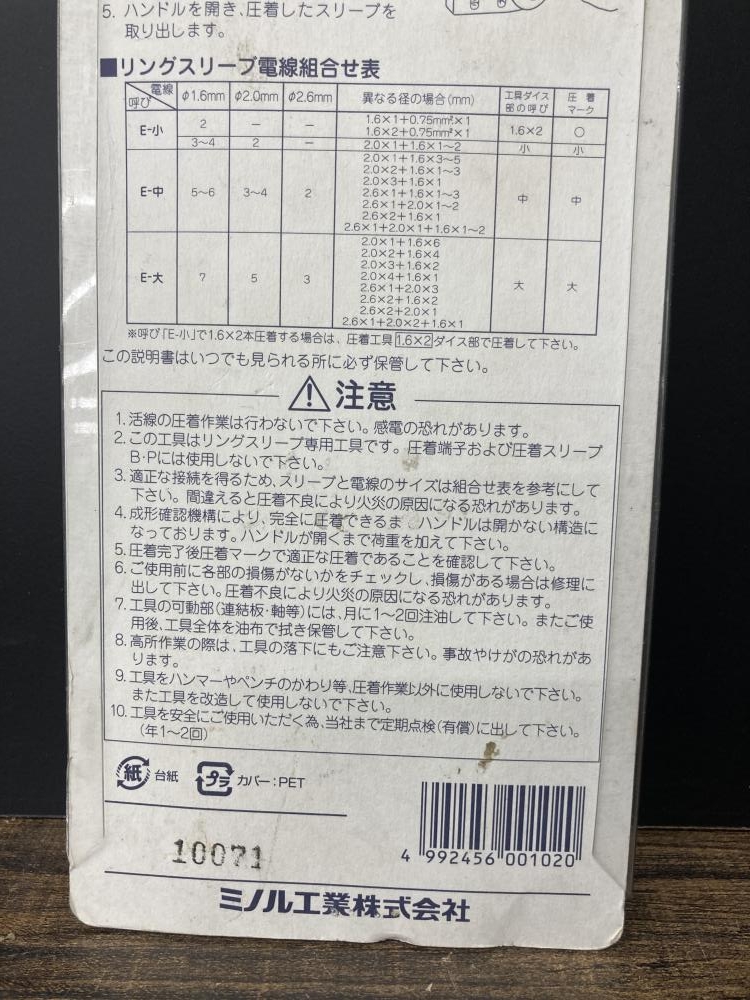 5. ハンドルを開き、圧着したスリーブを
取り出します。
■リングスリーブ電線組合せ表
電線 呼び φ1.6mm φ2.0mm φ2.6mm 異なる径の場合(mm) 工具ダイス部の呼び 圧着マーク
E-小 2 − − 1.6×1+0.75mm²×1 1.6×2 ○
1.6×2+0.75mm²×1
3〜4 2 − 2.0×1+1.6×1〜2 小 小
E-中 5〜6 3〜4 2 2.0×1+1.6×3〜5 中 中
2.0×2+1.6×1〜3
2.0×3+1.6×1
2.6×1+1.6×1〜3
2.6×1+2.0×1〜2
2.6×2+1.6×1
2.6×1+2.0×1+1.6×1〜2
E-大 7 5 3 2.0×1+1.6×6 大 大
2.0×2+1.6×4
2.0×3+1.6×2
2.0×4+1.6×1
2.6×1+2.0×3
2.6×2+1.6×2
2.6×2+2.0×1
2.6×1+2.0×2+1.6×1
※呼び「E-小」で1.6×2本圧着する場合は、圧着工具1.6×2ダイス部で圧着して下さい。
この説明書はいつでも見られる所に必ず保管して下さい。
注意
1. 活線の圧着作業は行わないで下さい。感電の恐れがあります。
2. この工具はリングスリーブ専用工具です。圧着端子および圧着スリーブ
B・Pには使用しないで下さい。
3. 適正な接続を得るため、スリーブと電線のサイズは組合せ表を参考にして
下さい。間違えると圧着不良により火災の原因になる恐れがあります。
4. 成形確認機構により、完全に圧着できるま ハンドルは開かない構造に
なっております。ハンドルが開くまで荷重を加えて下さい。
5. 圧着完了後圧着マークで適正な圧着であることを確認して下さい。
6. ご使用前に各部の損傷がないかをチェックし、損傷がある場合は修理に
出して下さい。圧着不良により火災の原因になる恐れがあります。
7. 工具の可動部(連結板・軸等)には、月に1〜2回注油して下さい。またご使
用後、工具全体を油布で拭き保管して下さい。
8. 高所作業の際は、工具の落下にもご注意下さい。事故やけがの恐れがあ
ります。
9. 工具をハンマーやペンチのかわり等、圧着作業以外に使用しないで下さい。
また工具を改造して使用しないで下さい。
10. 工具を安全にご使用いただく為、当社まで定期点検(有償)に出して下さい。
(年1〜2回)
紙 台紙 プラ カバー：PET
10071
4 992456 001020
ミノル工業株式会社